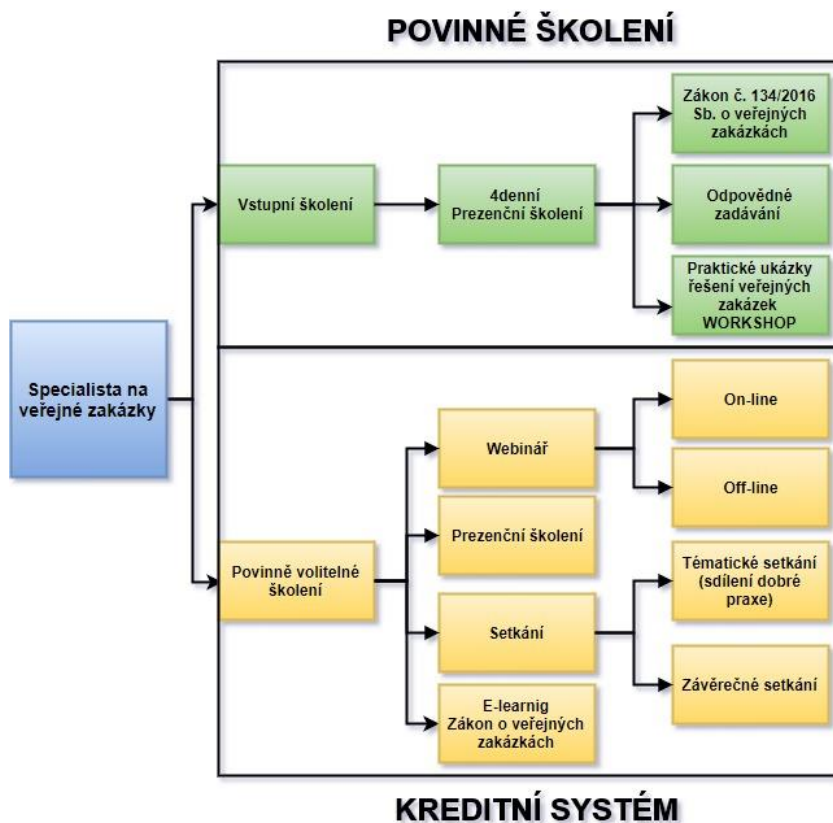 POVINNÉ ŠKOLENÍ
Zákon č. 134/2016
Sb. o veřejných
zakázkách
Vstupní školení
4denní
Prezenční školení
Odpovědné
zadávání
Praktické ukázky
řešení veřejných
zakázek
WORKSHOP
Specialista na
veřejné zakázky
On-line
Webinář
Off-line
Prezenční školení
Povinně volitelné
školení
Tématické setkání
(sdílení dobré
praxe)
Setkání
Závěrečné setkání
E-learnig
Zákon o veřejných
zakázkách
KREDITNÍ SYSTÉM